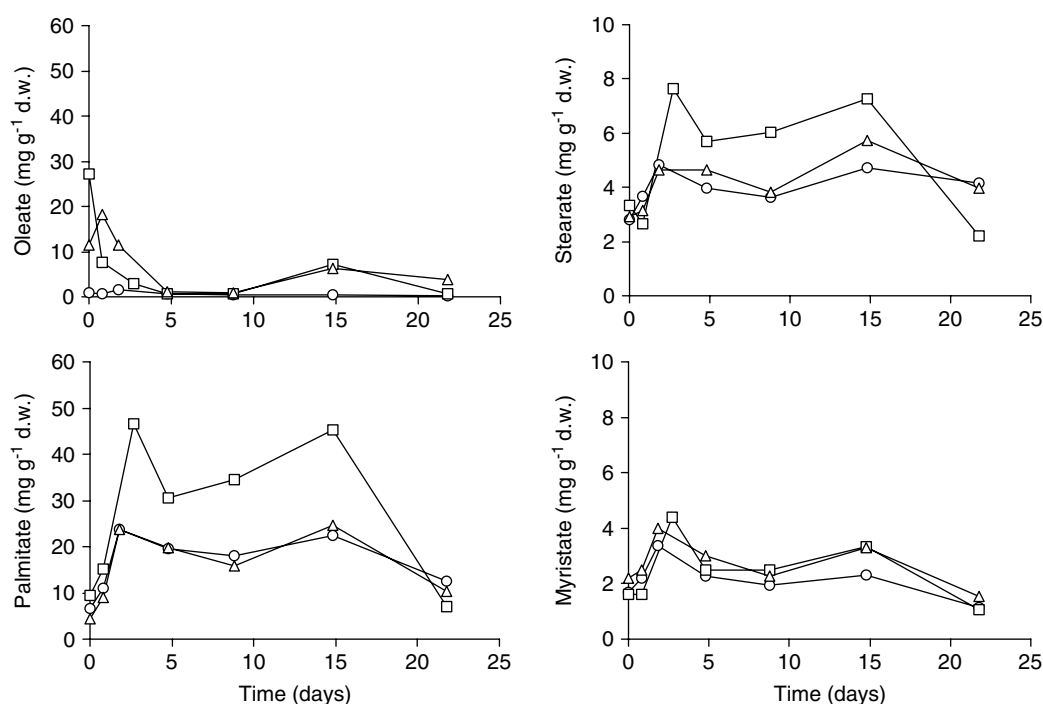 60
50
40
30
20
10
0
Oleate (mg g⁻¹ d.w.)
0 5 10 15 20 25
10
8
6
4
2
0
Stearate (mg g⁻¹ d.w.)
0 5 10 15 20 25
60
50
40
30
20
10
0
Palmitate (mg g⁻¹ d.w.)
0 5 10 15 20 25
Time (days)
10
8
6
4
2
0
Myristate (mg g⁻¹ d.w.)
0 5 10 15 20 25
Time (days)